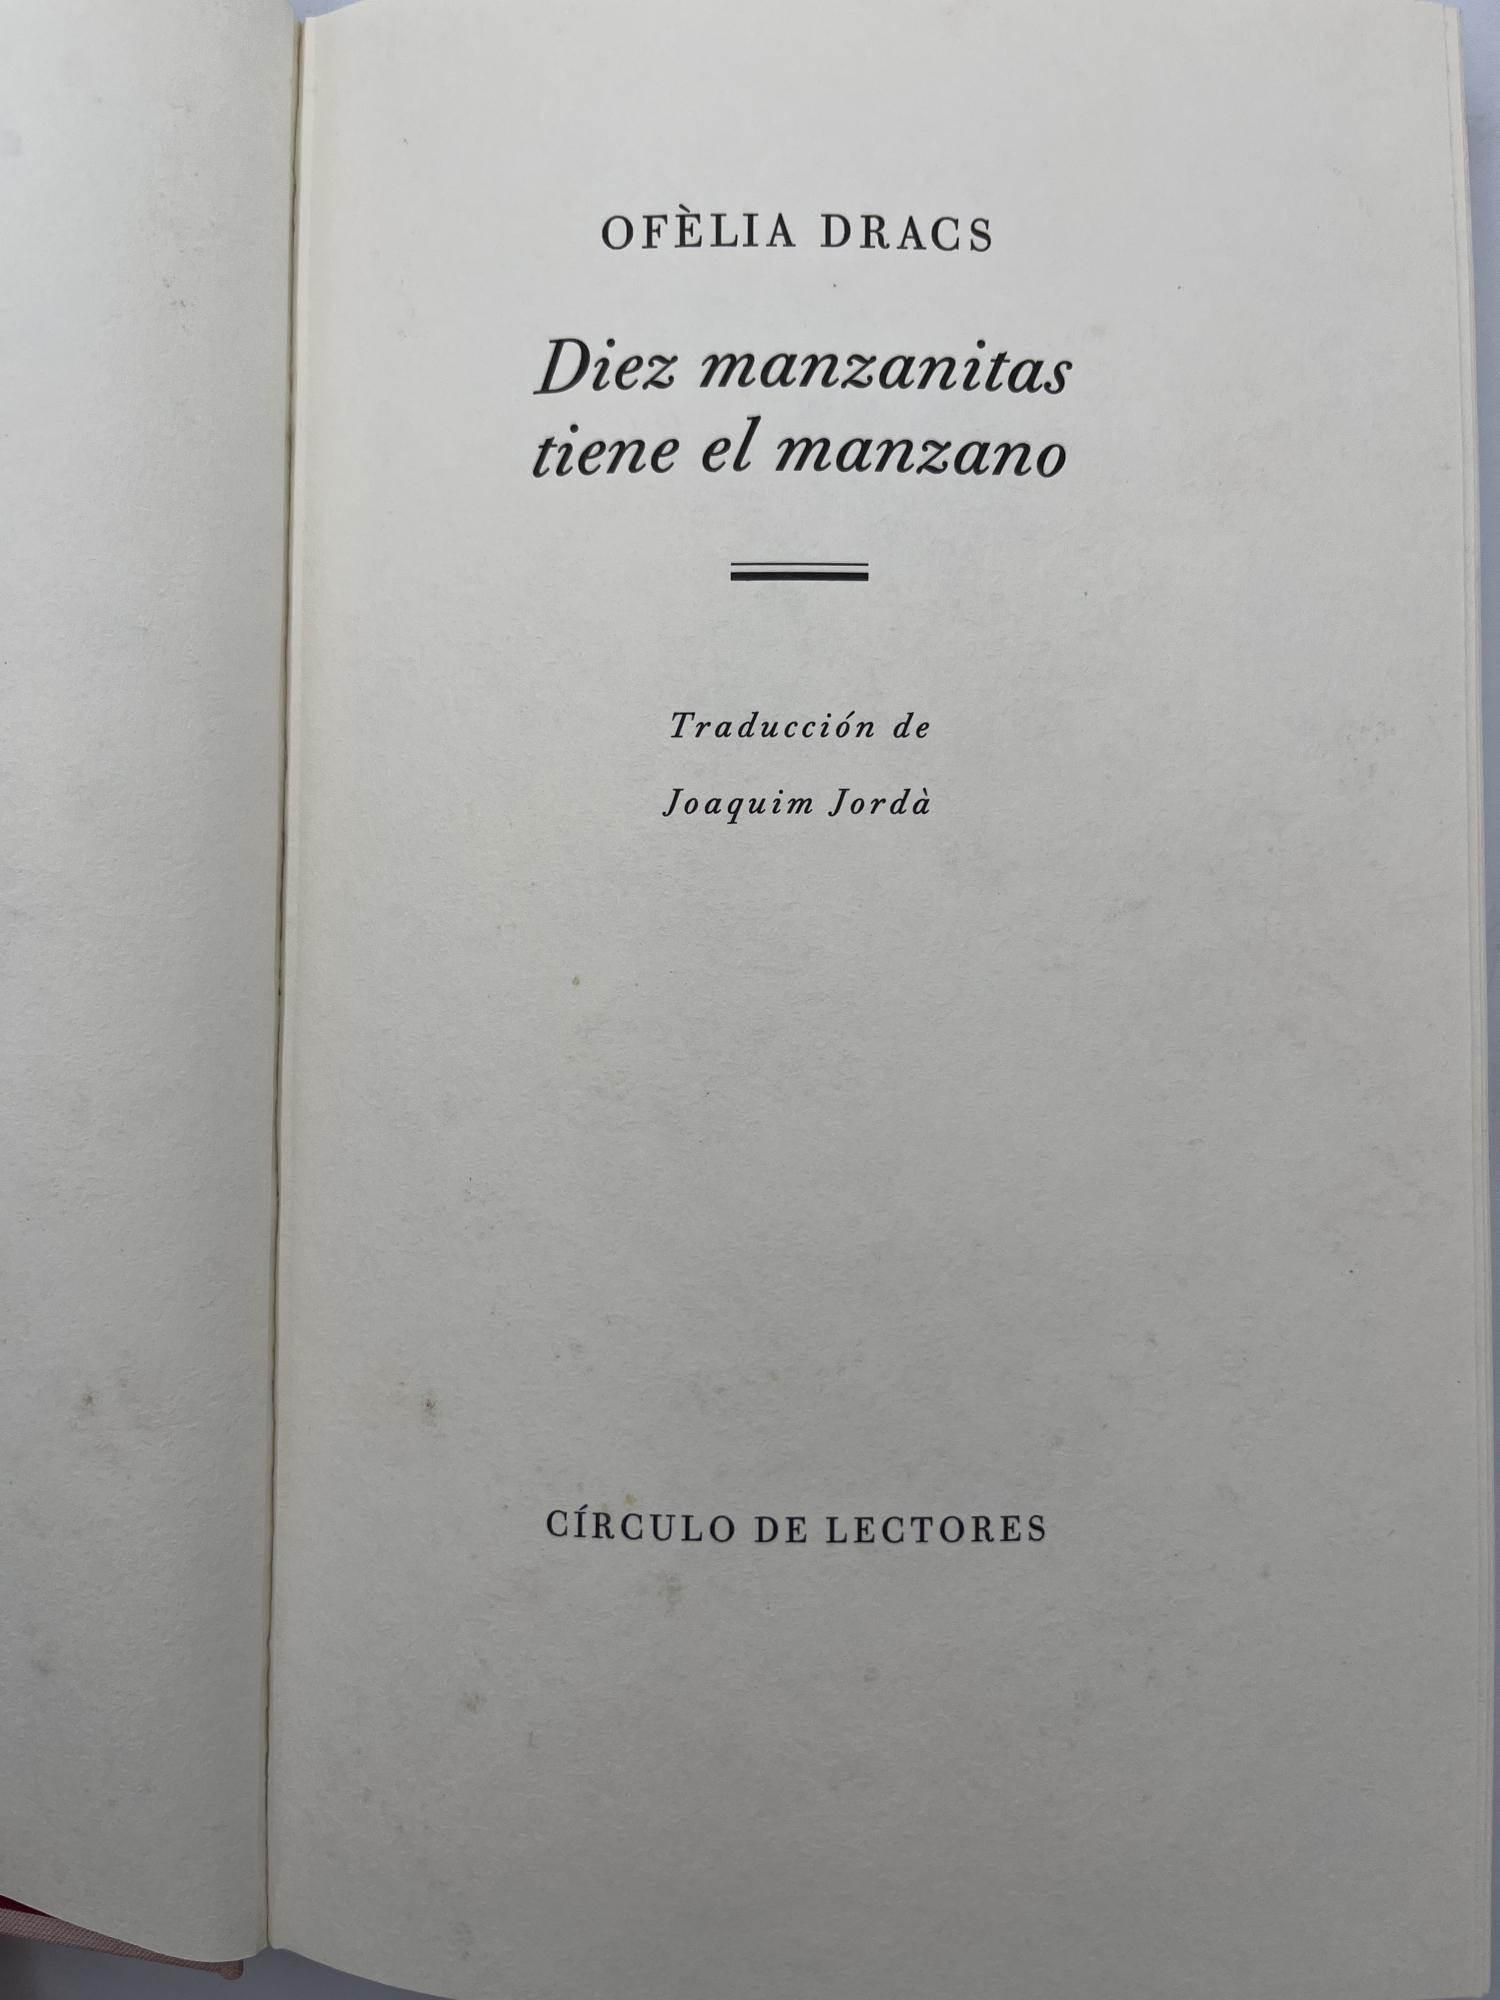 OFÈLIA DRACS
Diez manzanitas
tiene el manzano
Traducción de
Joaquim Jordà
CÍRCULO DE LECTORES